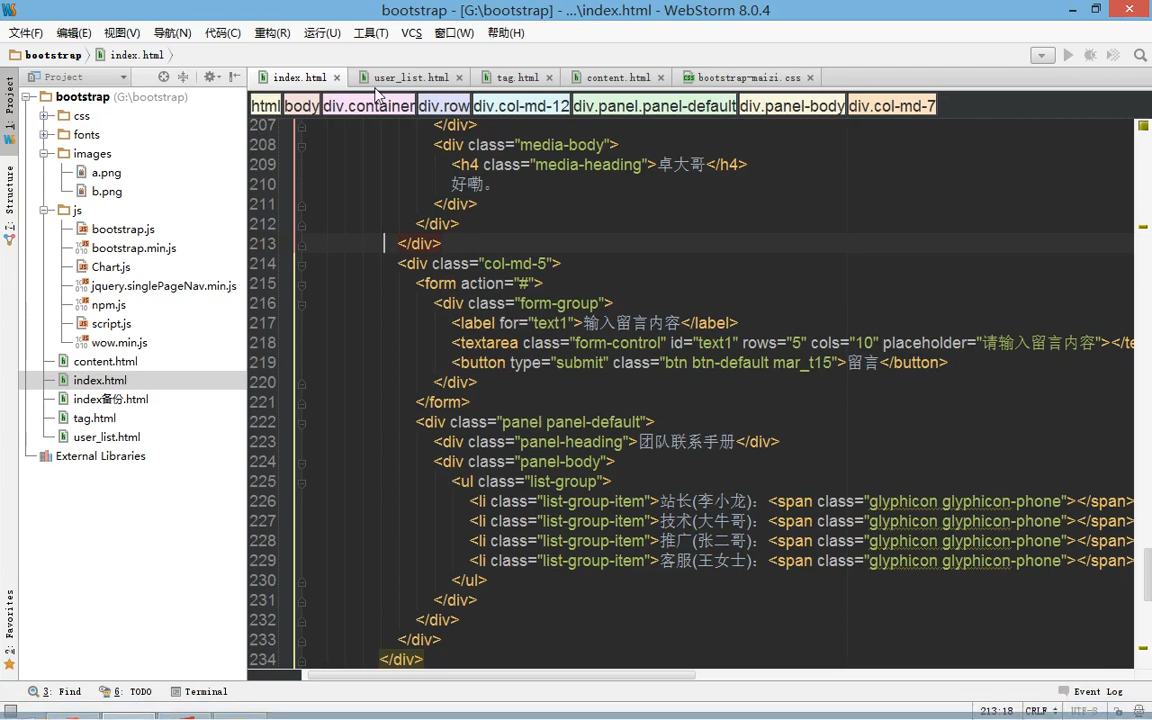 bootstrap - [G:\bootstrap] - ...\index.html - WebStorm 8.0.4
文件(F) 编辑(E) 视图(V) 导航(N) 代码(C) 重构(R) 运行(U) 工具(T) VCS 窗口(W) 帮助(H)
bootstrap index.html
Project
index.html user_list.html tag.html content.html bootstrap-maizi.css
html body div.container div.row div.col-md-12 div.panel.panel-default div.panel-body div.col-md-7
1: Project
7: Structure
2: Favorites
bootstrap (G:\bootstrap)
css
fonts
images
a.png
b.png
js
bootstrap.js
bootstrap.min.js
Chart.js
jquery.singlePageNav.min.js
npm.js
script.js
wow.min.js
content.html
index.html
index备份.html
tag.html
user_list.html
External Libraries
207 </div>
208 <div class="media-body">
209 <h4 class="media-heading">卓大哥</h4>
210 好嘞。
211 </div>
212 </div>
213 </div>
214 <div class="col-md-5">
215 <form action="#">
216 <div class="form-group">
217 <label for="text1">输入留言内容</label>
218 <textarea class="form-control" id="text1" rows="5" cols="10" placeholder="请输入留言内容"></te
219 <button type="submit" class="btn btn-default mar_t15">留言</button>
220 </div>
221 </form>
222 <div class="panel panel-default">
223 <div class="panel-heading">团队联系手册</div>
224 <div class="panel-body">
225 <ul class="list-group">
226 <li class="list-group-item">站长(李小龙)：<span class="glyphicon glyphicon-phone"></span>
227 <li class="list-group-item">技术(大牛哥)：<span class="glyphicon glyphicon-phone"></span>
228 <li class="list-group-item">推广(张二哥)：<span class="glyphicon glyphicon-phone"></span>
229 <li class="list-group-item">客服(王女士)：<span class="glyphicon glyphicon-phone"></span>
230 </ul>
231 </div>
232 </div>
233 </div>
234 </div>
3: Find 6: TODO Terminal Event Log
213:18 CRLF UTF-8